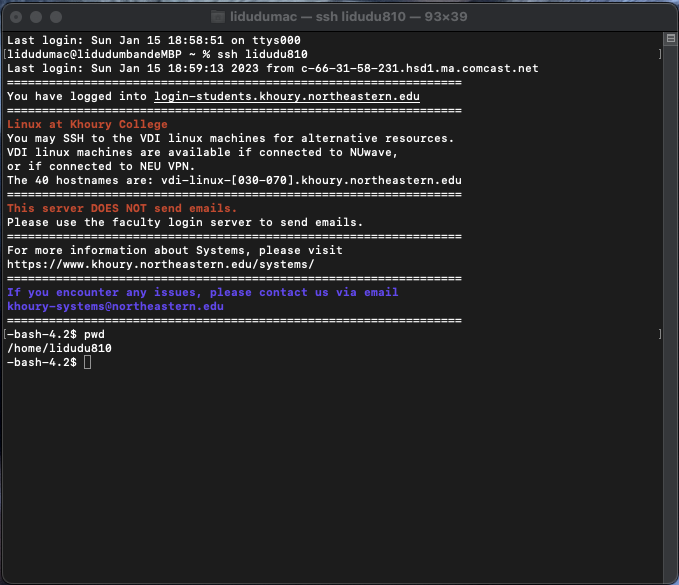 lidudumac — ssh lidudu810 — 93×39
Last login: Sun Jan 15 18:58:51 on ttys000
[lidudumac@lidudumbandeMBP ~ % ssh lidudu810 ]
Last login: Sun Jan 15 18:59:13 2023 from c-66-31-58-231.hsd1.ma.comcast.net
=================================================================
You have logged into login-students.khoury.northeastern.edu
=================================================================
Linux at Khoury College
You may SSH to the VDI linux machines for alternative resources.
VDI linux machines are available if connected to NUwave,
or if connected to NEU VPN.
The 40 hostnames are: vdi-linux-[030-070].khoury.northeastern.edu
=================================================================
This server DOES NOT send emails.
Please use the faculty login server to send emails.
=================================================================
For more information about Systems, please visit
https://www.khoury.northeastern.edu/systems/
=================================================================
If you encounter any issues, please contact us via email
khoury-systems@northeastern.edu
=================================================================
[-bash-4.2$ pwd ]
/home/lidudu810
-bash-4.2$